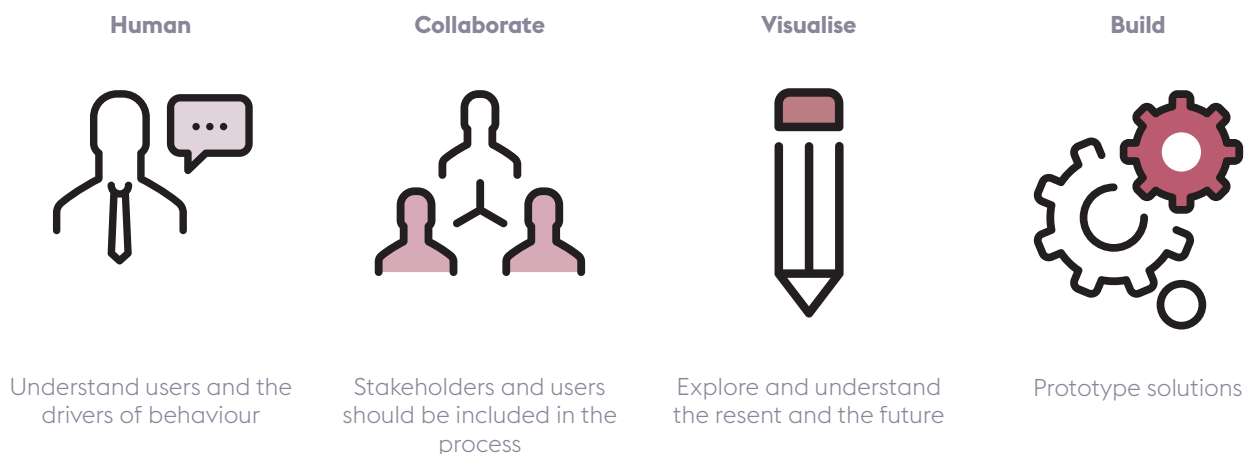 Human
Understand users and the
drivers of behaviour
Collaborate
Stakeholders and users
should be included in the
process
Visualise
Explore and understand
the resent and the future
Build
Prototype solutions